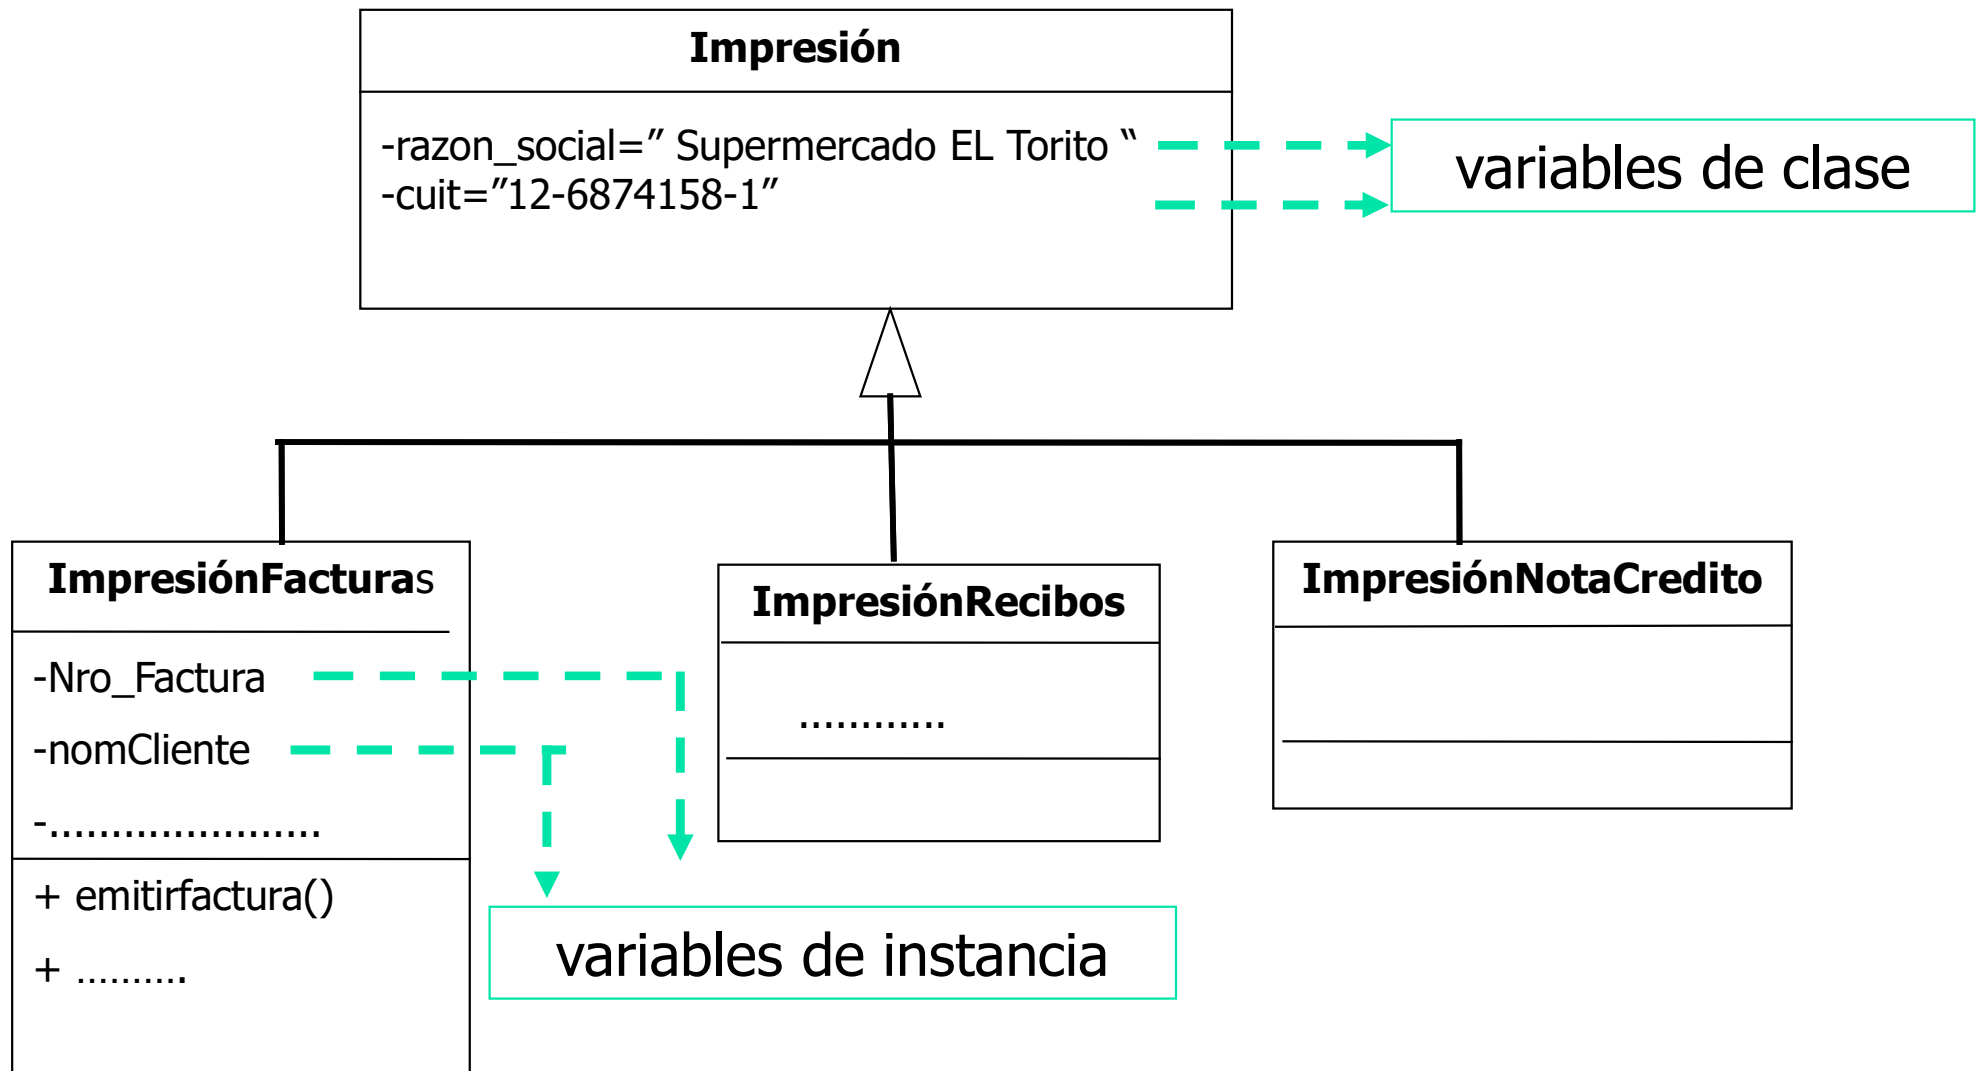 Impresión
-razon_social=” Supermercado EL Torito “
-cuit=”12-6874158-1”
variables de clase
ImpresiónFacturas
-Nro_Factura
-nomCliente
-......................
+ emitirfactura()
+ ..........
ImpresiónRecibos
............
ImpresiónNotaCredito
variables de instancia